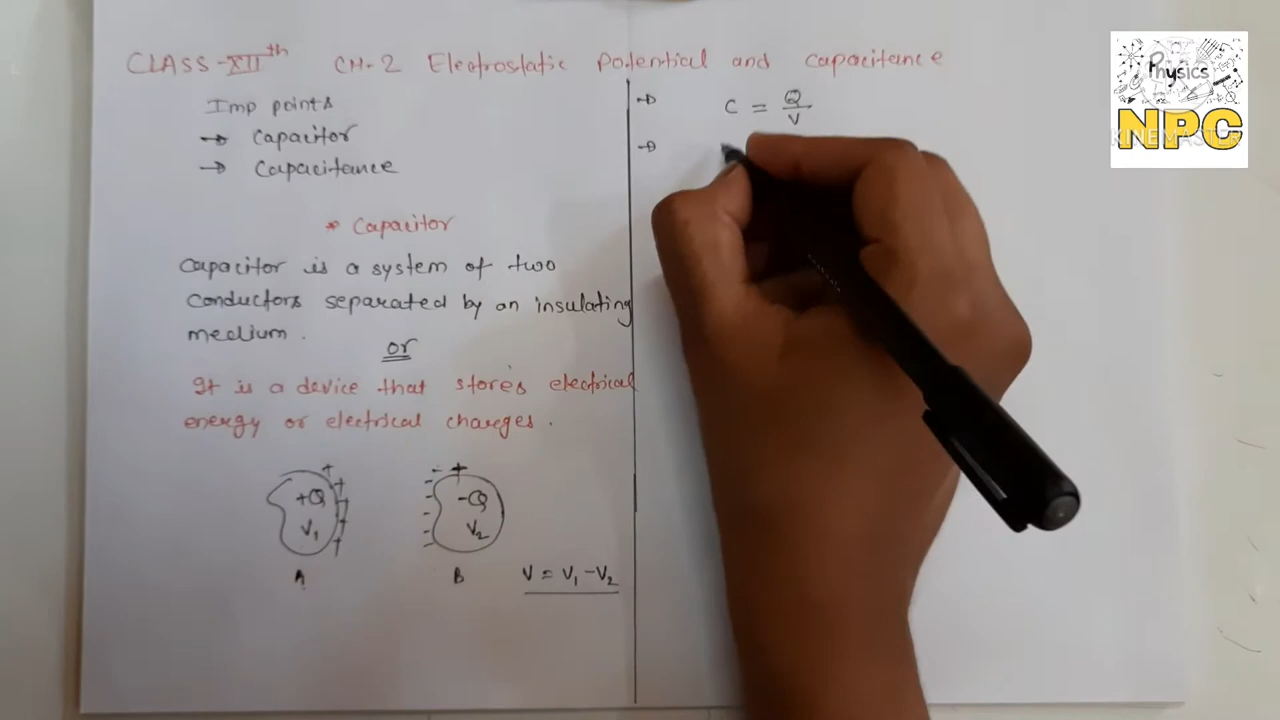 CLASS-XIIth CH-2 Electrostatic Potential and Capacitance
Imp points
→ Capacitor
→ Capacitance
* Capacitor
Capacitor is a system of two
conductors separated by an insulating
medium.
or
It is a device that stores electrical
energy or electrical charges.
+Q
V₁
A
-Q
V₂
B
V = V₁ - V₂
→ C = Q/V
→
Physics
NPC
KINEMASTER